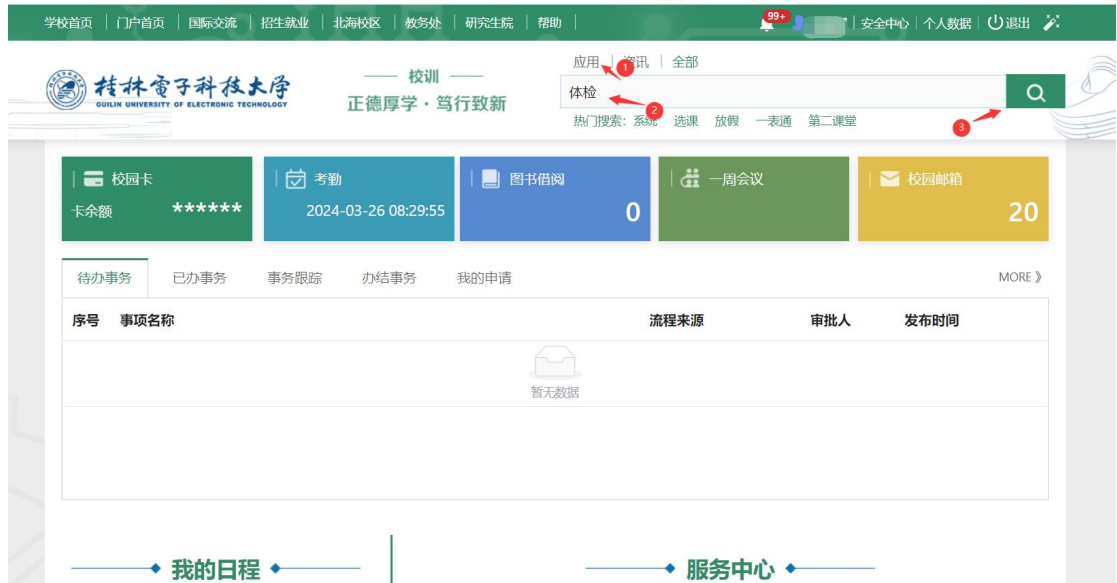 学校首页 门户首页 国际交流 招生就业 北海校区 教务处 研究生院 帮助 99+ 安全中心 个人数据 退出
桂林電子科技大学
GUILIN UNIVERSITY OF ELECTRONIC TECHNOLOGY
校训
正德厚学·笃行致新
应用 1 资讯 全部
体检
2
热门搜索: 系统 选课 放假 一表通 第二课堂 3
校园卡
卡余额 ******
考勤
2024-03-26 08:29:55
图书借阅
0
一周会议
校园邮箱
20
待办事务 已办事务 事务跟踪 办结事务 我的申请 MORE 》
序号 事项名称 流程来源 审批人 发布时间
暂无数据
我的日程 服务中心